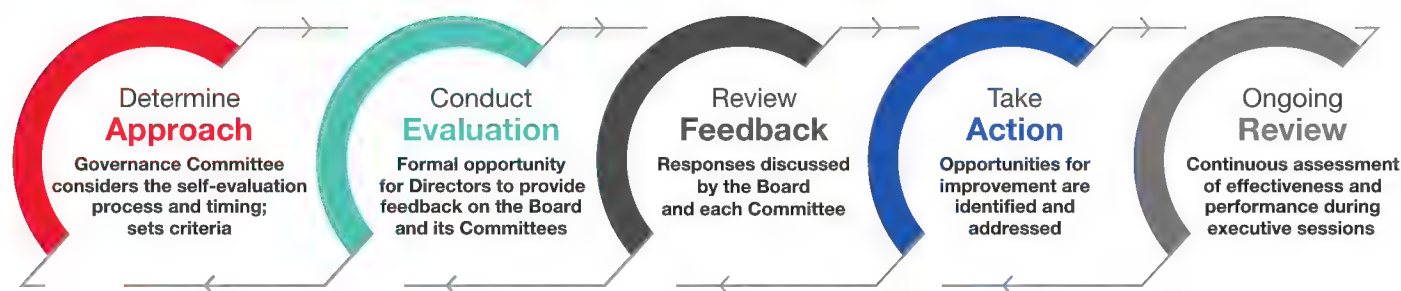 Determine
Approach
Governance Committee
considers the self-evaluation
process and timing;
sets criteria
Conduct
Evaluation
Formal opportunity
for Directors to provide
feedback on the Board
and its Committees
Review
Feedback
Responses discussed
by the Board
and each Committee
Take
Action
Opportunities for
improvement are
identified and
addressed
Ongoing
Review
Continuous assessment
of effectiveness and
performance during
executive sessions